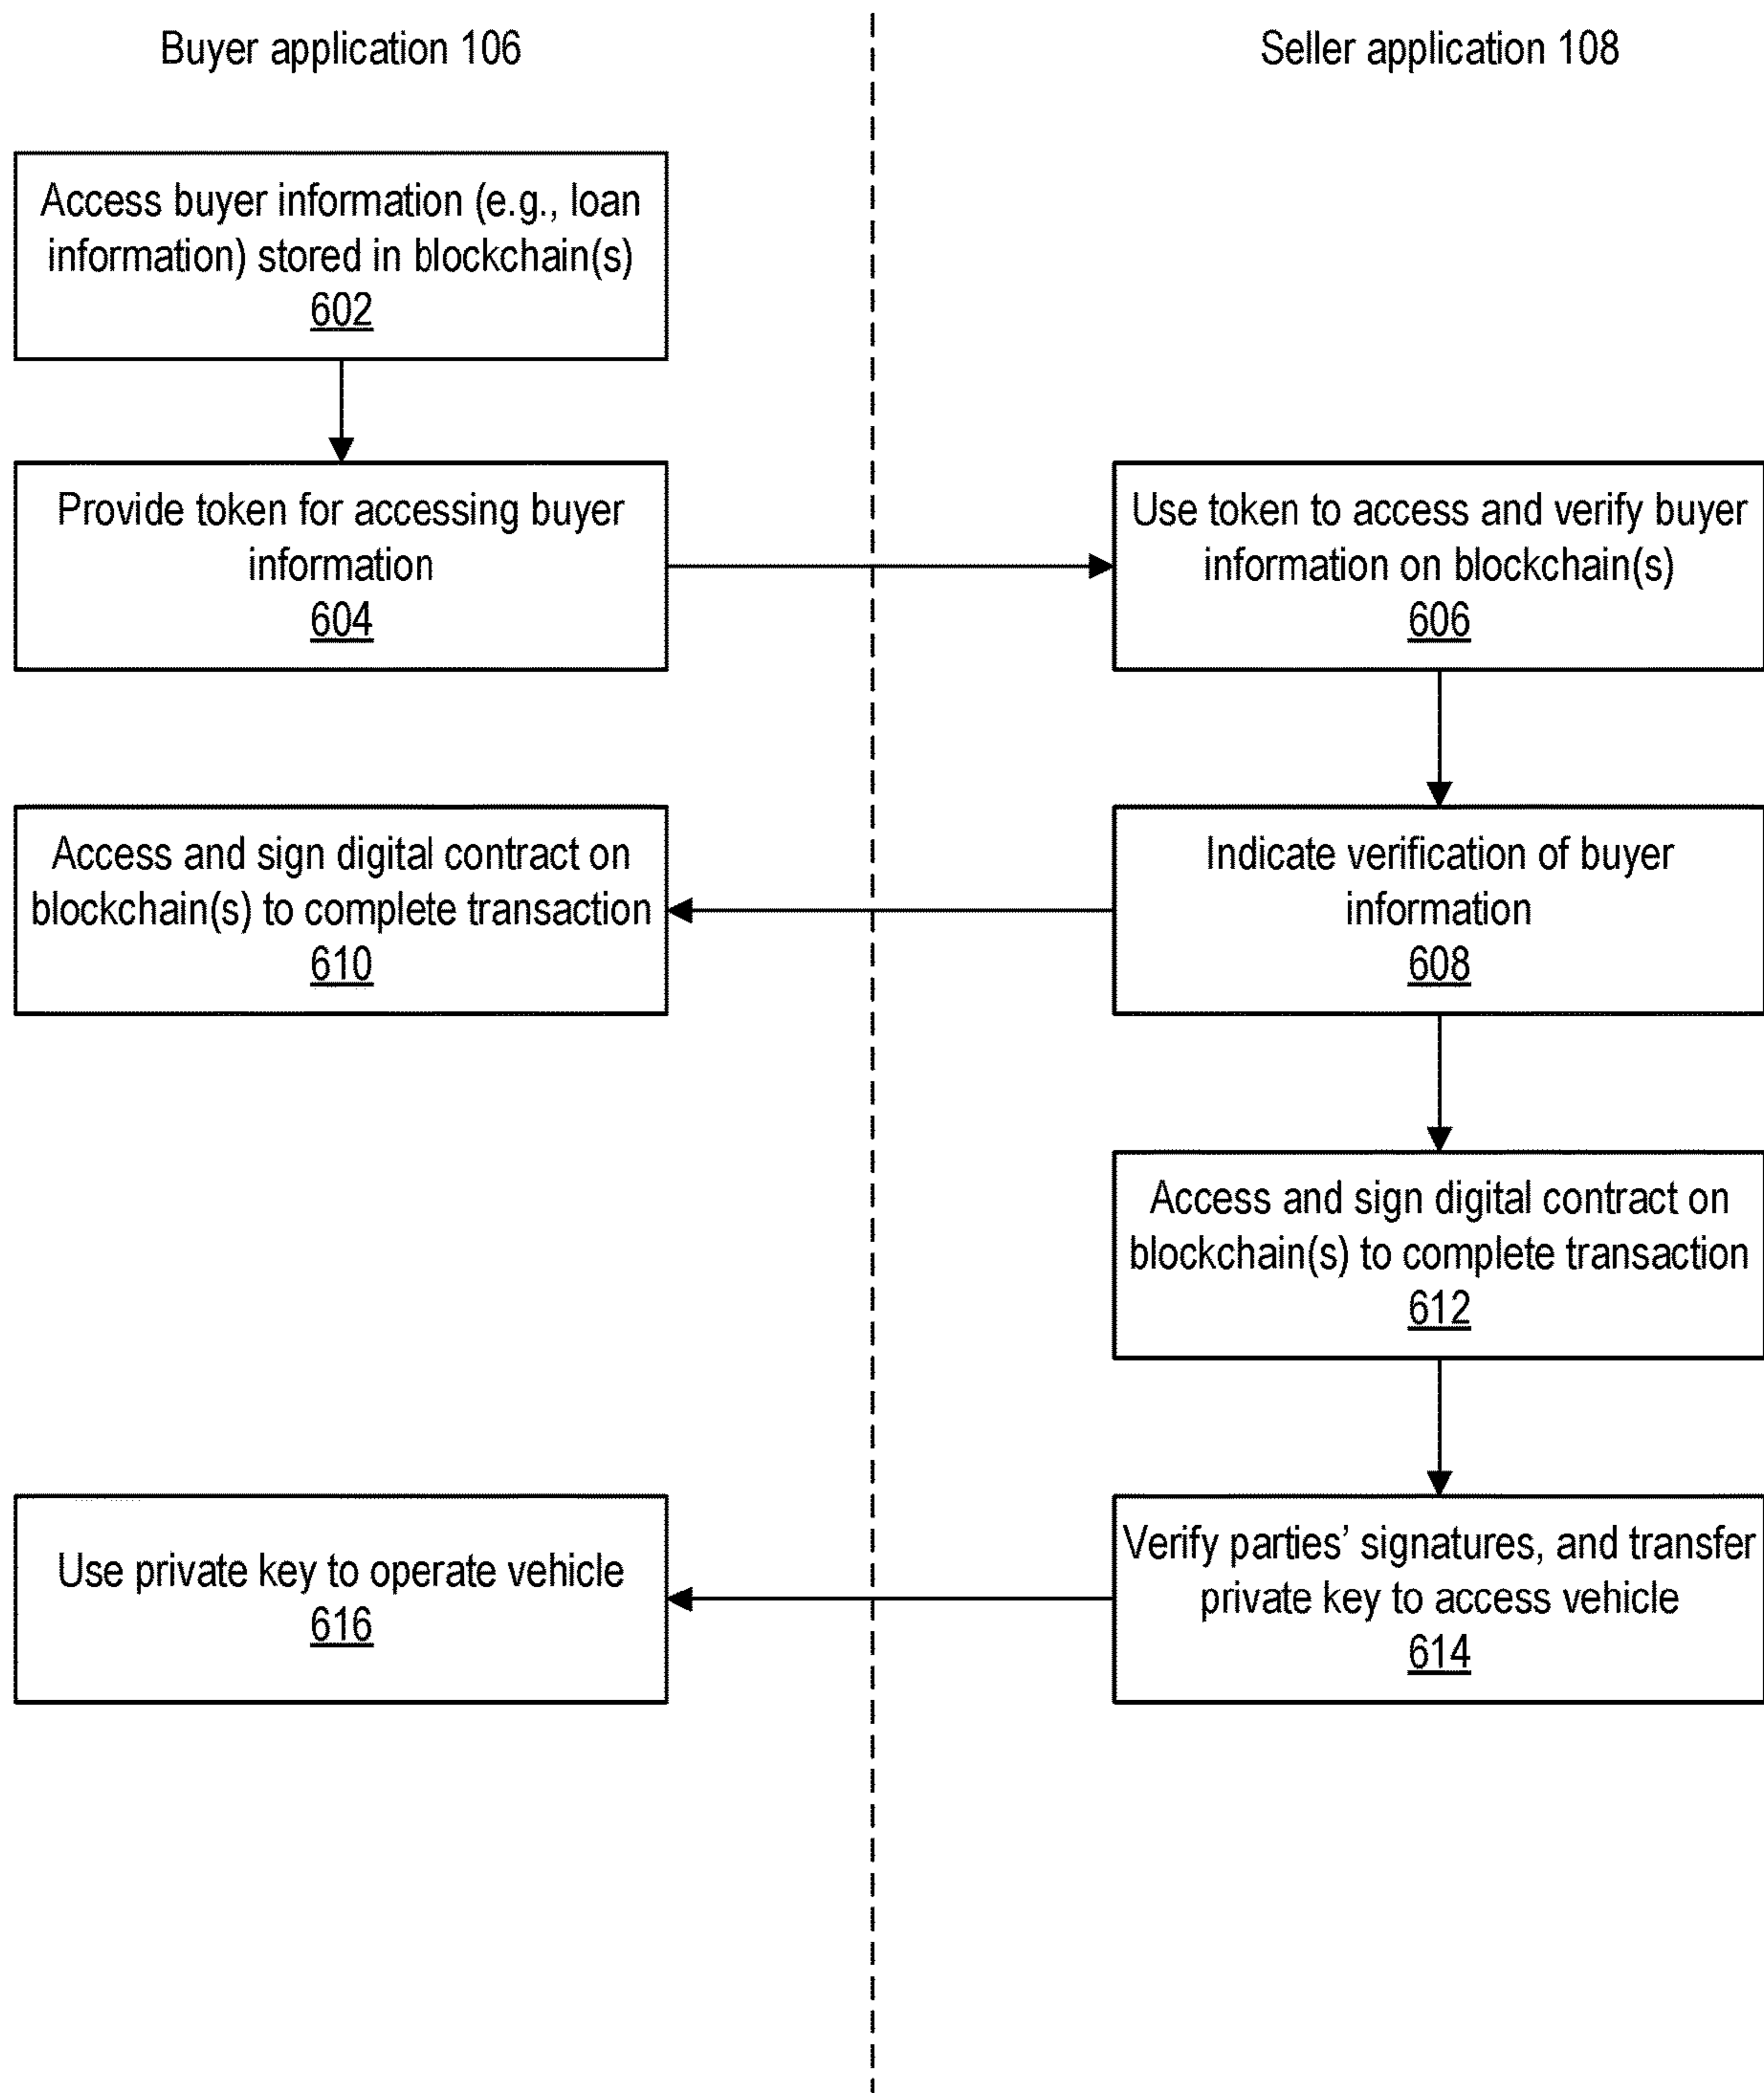 Buyer application 106
Seller application 108
Access buyer information (e.g., loan
information) stored in blockchain(s)
602
Provide token for accessing buyer
information
604
Use token to access and verify buyer
information on blockchain(s)
606
Access and sign digital contract on
blockchain(s) to complete transaction
610
Indicate verification of buyer
information
608
Access and sign digital contract on
blockchain(s) to complete transaction
612
Use private key to operate vehicle
616
Verify parties’ signatures, and transfer
private key to access vehicle
614